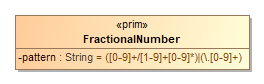 «prim»
FractionalNumber
-pattern : String = ([0-9]+/[1-9]+[0-9]*)|(\.[0-9]+)